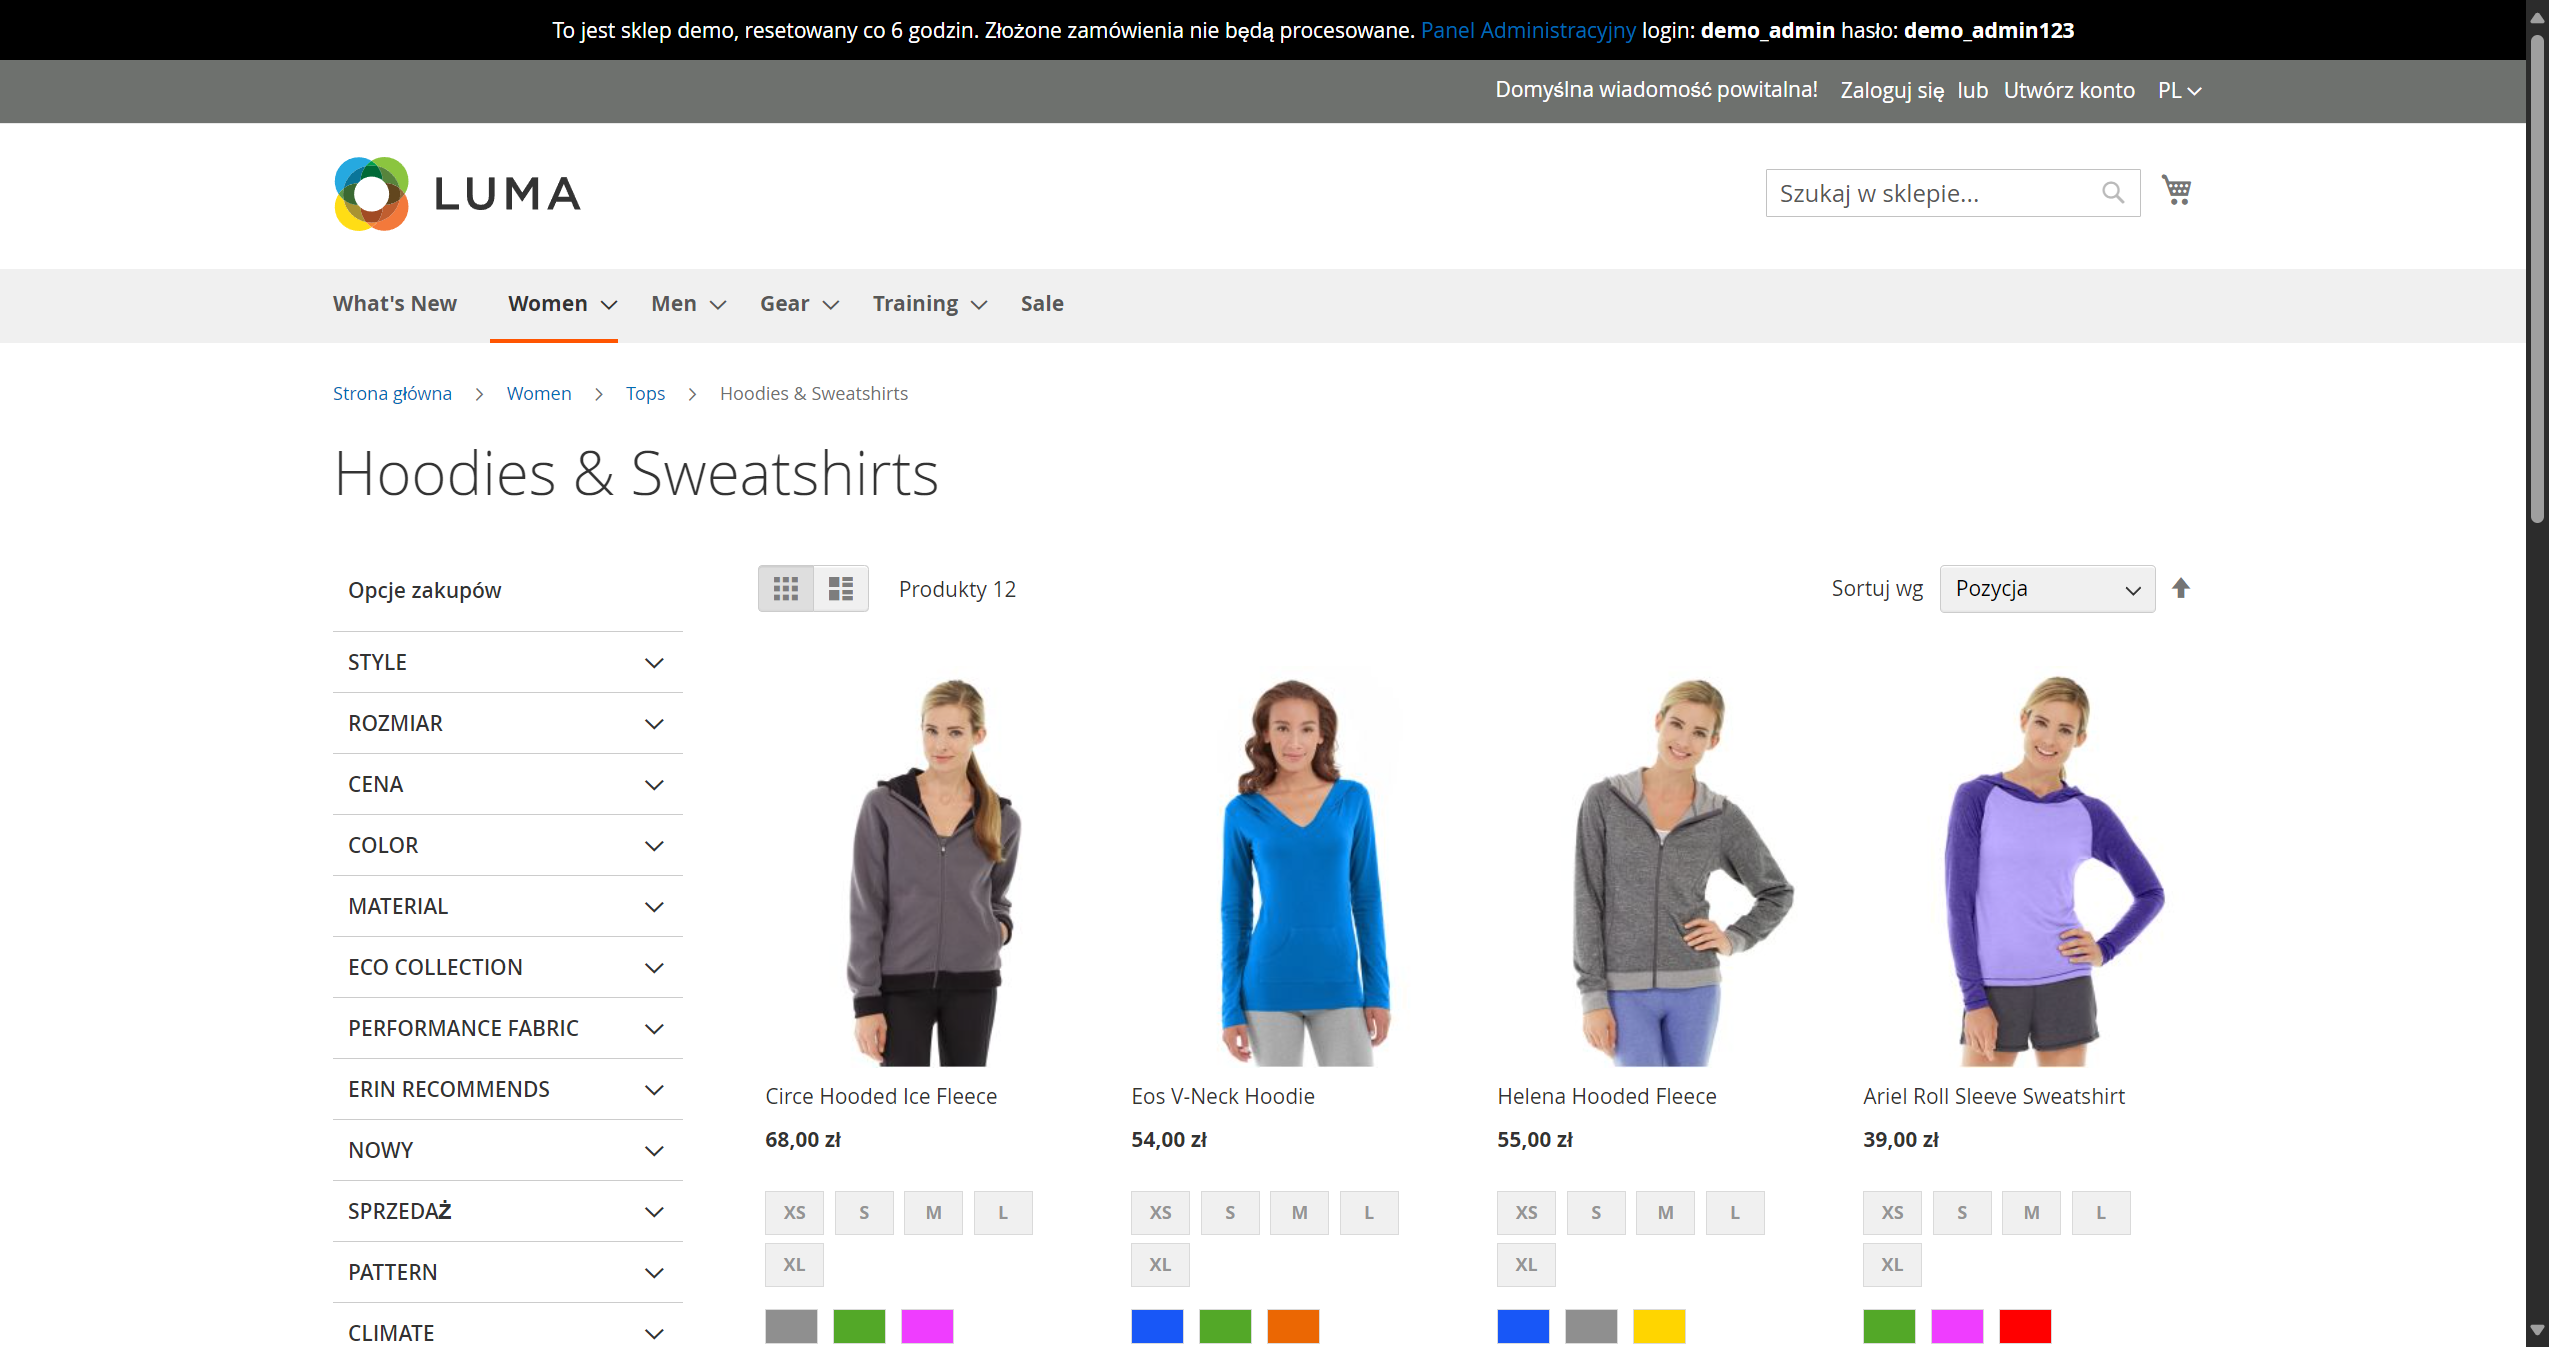 To jest sklep demo, resetowany co 6 godzin. Złożone zamówienia nie będą procesowane. Panel Administracyjny login: demo_admin hasło: demo_admin123
Domyślna wiadomość powitalna! Zaloguj się lub Utwórz konto PL
LUMA
Szukaj w sklepie...
What's New Women Men Gear Training Sale
Strona główna Women Tops Hoodies & Sweatshirts
Hoodies & Sweatshirts
Opcje zakupów
Produkty 12
Sortuj wg Pozycja
STYLE
ROZMIAR
CENA
COLOR
MATERIAL
ECO COLLECTION
PERFORMANCE FABRIC
ERIN RECOMMENDS
NOWY
SPRZEDAŻ
PATTERN
CLIMATE
Circe Hooded Ice Fleece
68,00 zł
XS S M L
XL
Eos V-Neck Hoodie
54,00 zł
XS S M L
XL
Helena Hooded Fleece
55,00 zł
XS S M L
XL
Ariel Roll Sleeve Sweatshirt
39,00 zł
XS S M L
XL